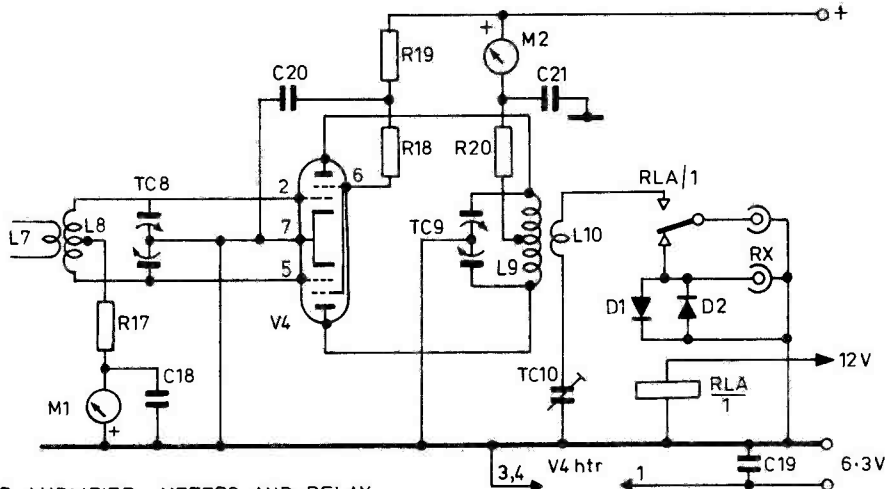 +
+
M2
R19
C20
C21
R18
R20
6
RLA/1
TC8
2
7
5
TC9
L7
L8
L9
L10
RX
D1
D2
R17
V4
C18
TC10
12V
RLA
1
M1
+
V4 htr
3,4
1
C19
6·3V
AMPLIFIER, METERS AND RELAY